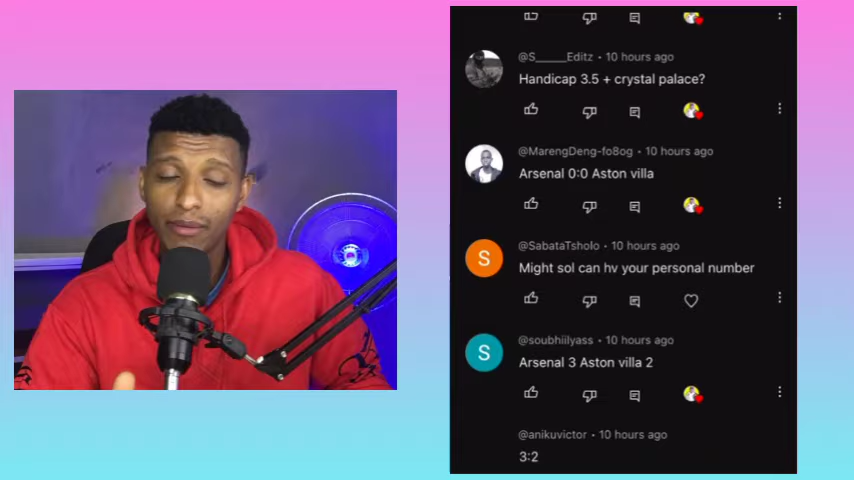 @S_____Editz • 10 hours ago
Handicap 3.5 + crystal palace?
@MarengDeng-fo8og • 10 hours ago
Arsenal 0:0 Aston villa
S
@SabataTsholo • 10 hours ago
Might sol can hv your personal number
S
@soubhiilyass • 10 hours ago
Arsenal 3 Aston villa 2
@anikuvictor • 10 hours ago
3:2